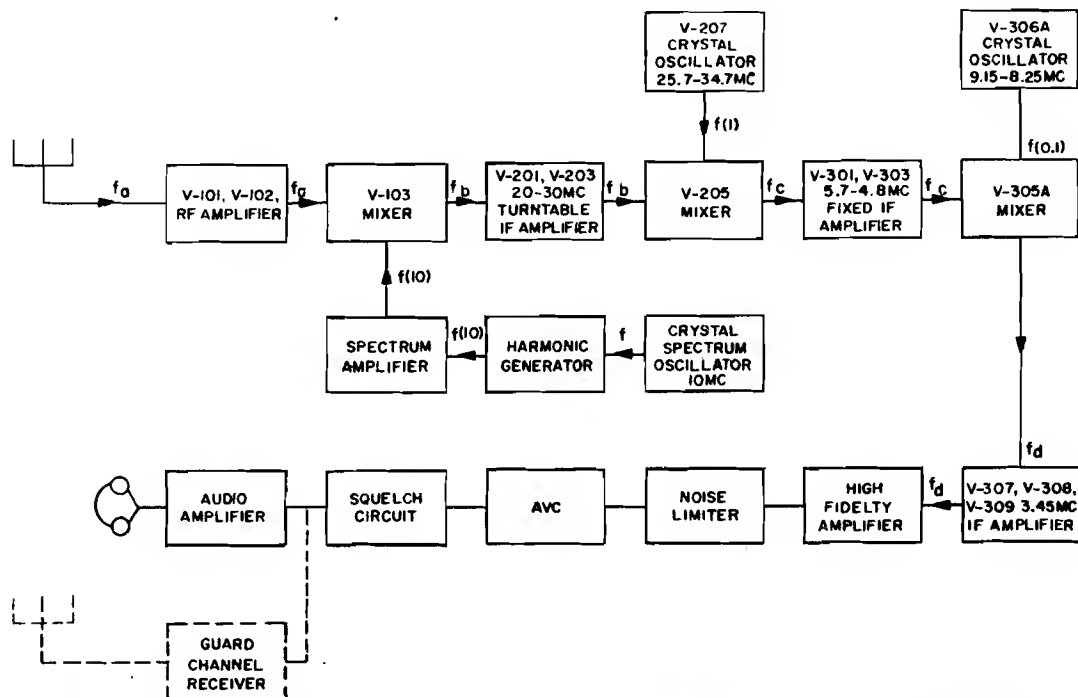 V-207
CRYSTAL
OSCILLATOR
25.7-34.7MC
V-306A
CRYSTAL
OSCILLATOR
9.15-8.25MC
f(1)
f(0.1)
fa
V-101, V-102,
RF AMPLIFIER
fa
V-103
MIXER
fb
V-201, V-203
20-30MC
TURNTABLE
IF AMPLIFIER
fb
V-205
MIXER
fc
V-301, V-303
5.7-4.8MC
FIXED IF
AMPLIFIER
fc
V-305A
MIXER
f(10)
SPECTRUM
AMPLIFIER
f(10)
HARMONIC
GENERATOR
f
CRYSTAL
SPECTRUM
OSCILLATOR
10MC
fd
AUDIO
AMPLIFIER
SQUELCH
CIRCUIT
AVC
NOISE
LIMITER
HIGH
FIDELTY
AMPLIFIER
fd
V-307, V-308,
V-309 3.45MC
IF AMPLIFIER
GUARD
CHANNEL
RECEIVER